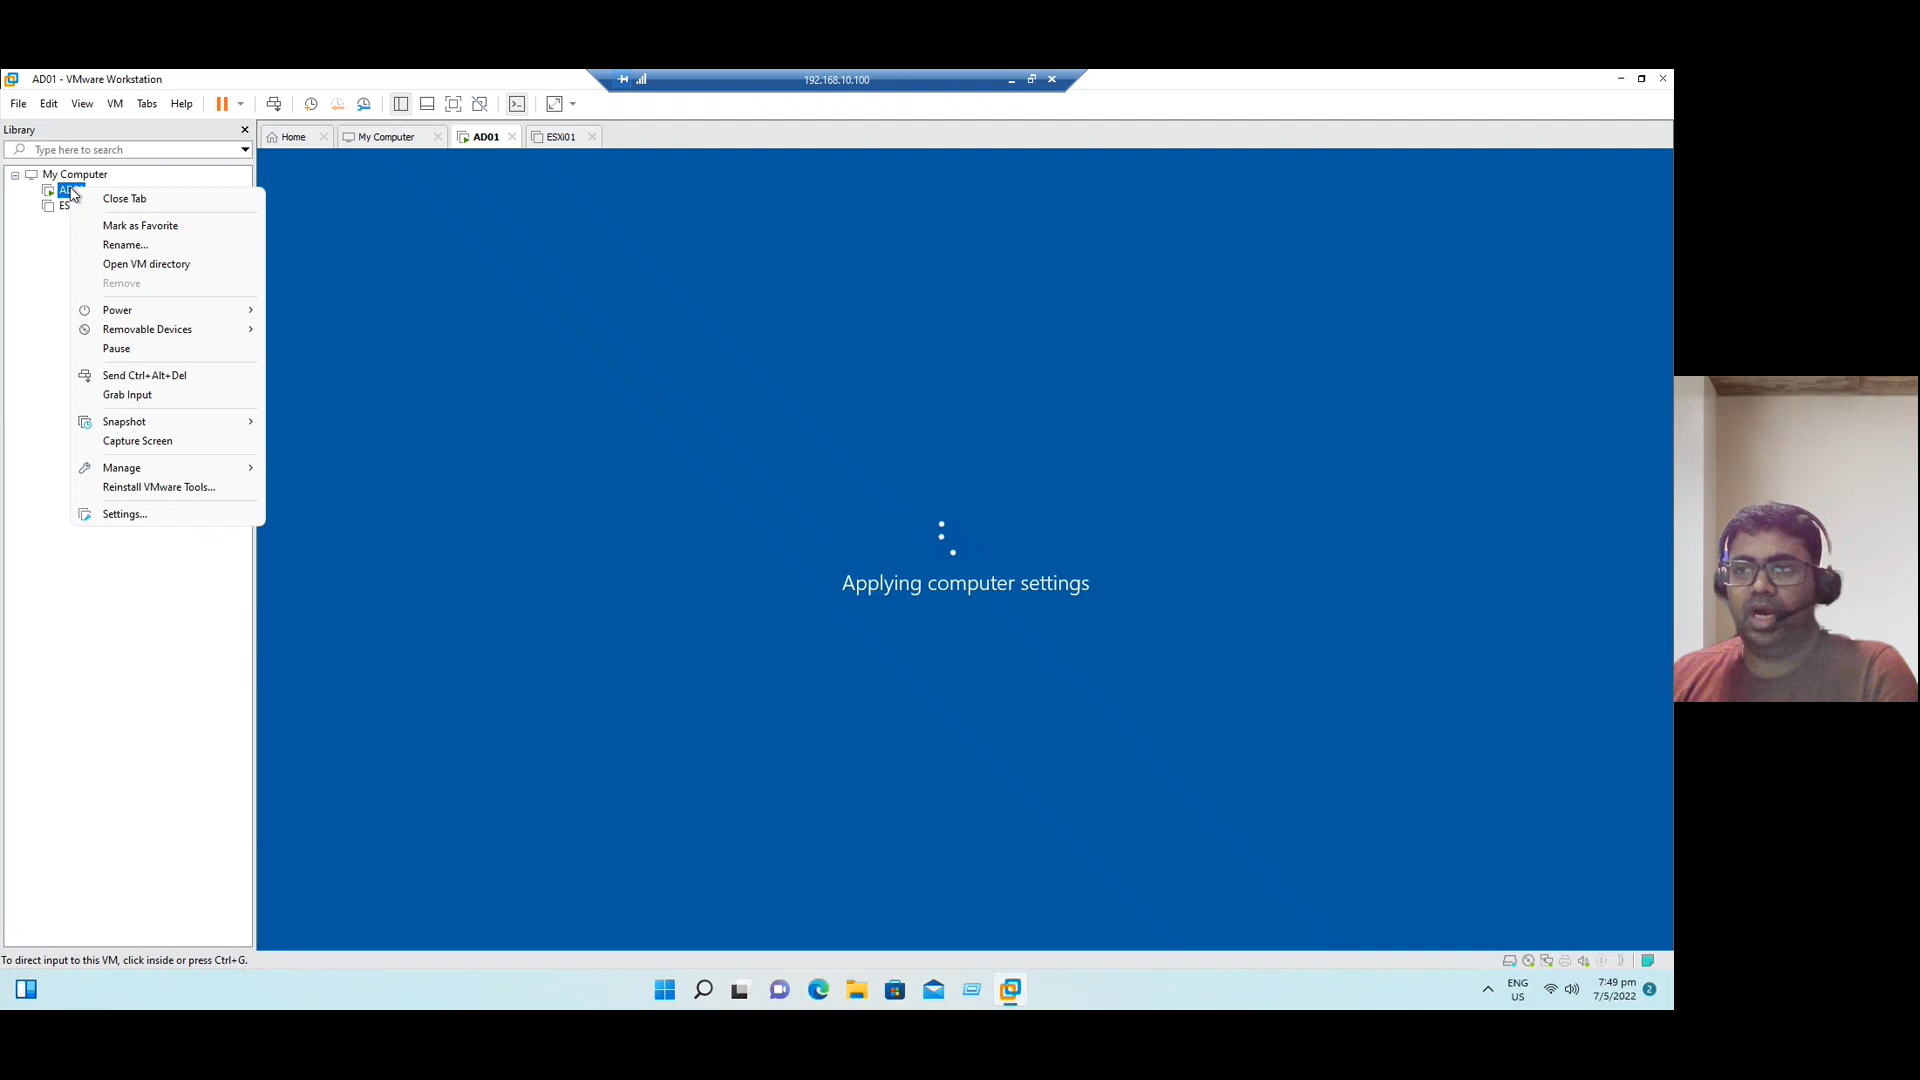 AD01 - VMware Workstation
192.168.10.100
File Edit View VM Tabs Help
Library
Home
My Computer
AD01
ESXi01
Type here to search
My Computer
ES
Close Tab
Mark as Favorite
Rename...
Open VM directory
Remove
Power
Removable Devices
Pause
Send Ctrl+Alt+Del
Grab Input
Snapshot
Capture Screen
Manage
Reinstall VMware Tools...
Settings...
Applying computer settings
To direct input to this VM, click inside or press Ctrl+G.
ENG
US
7:49 pm
7/5/2022
2